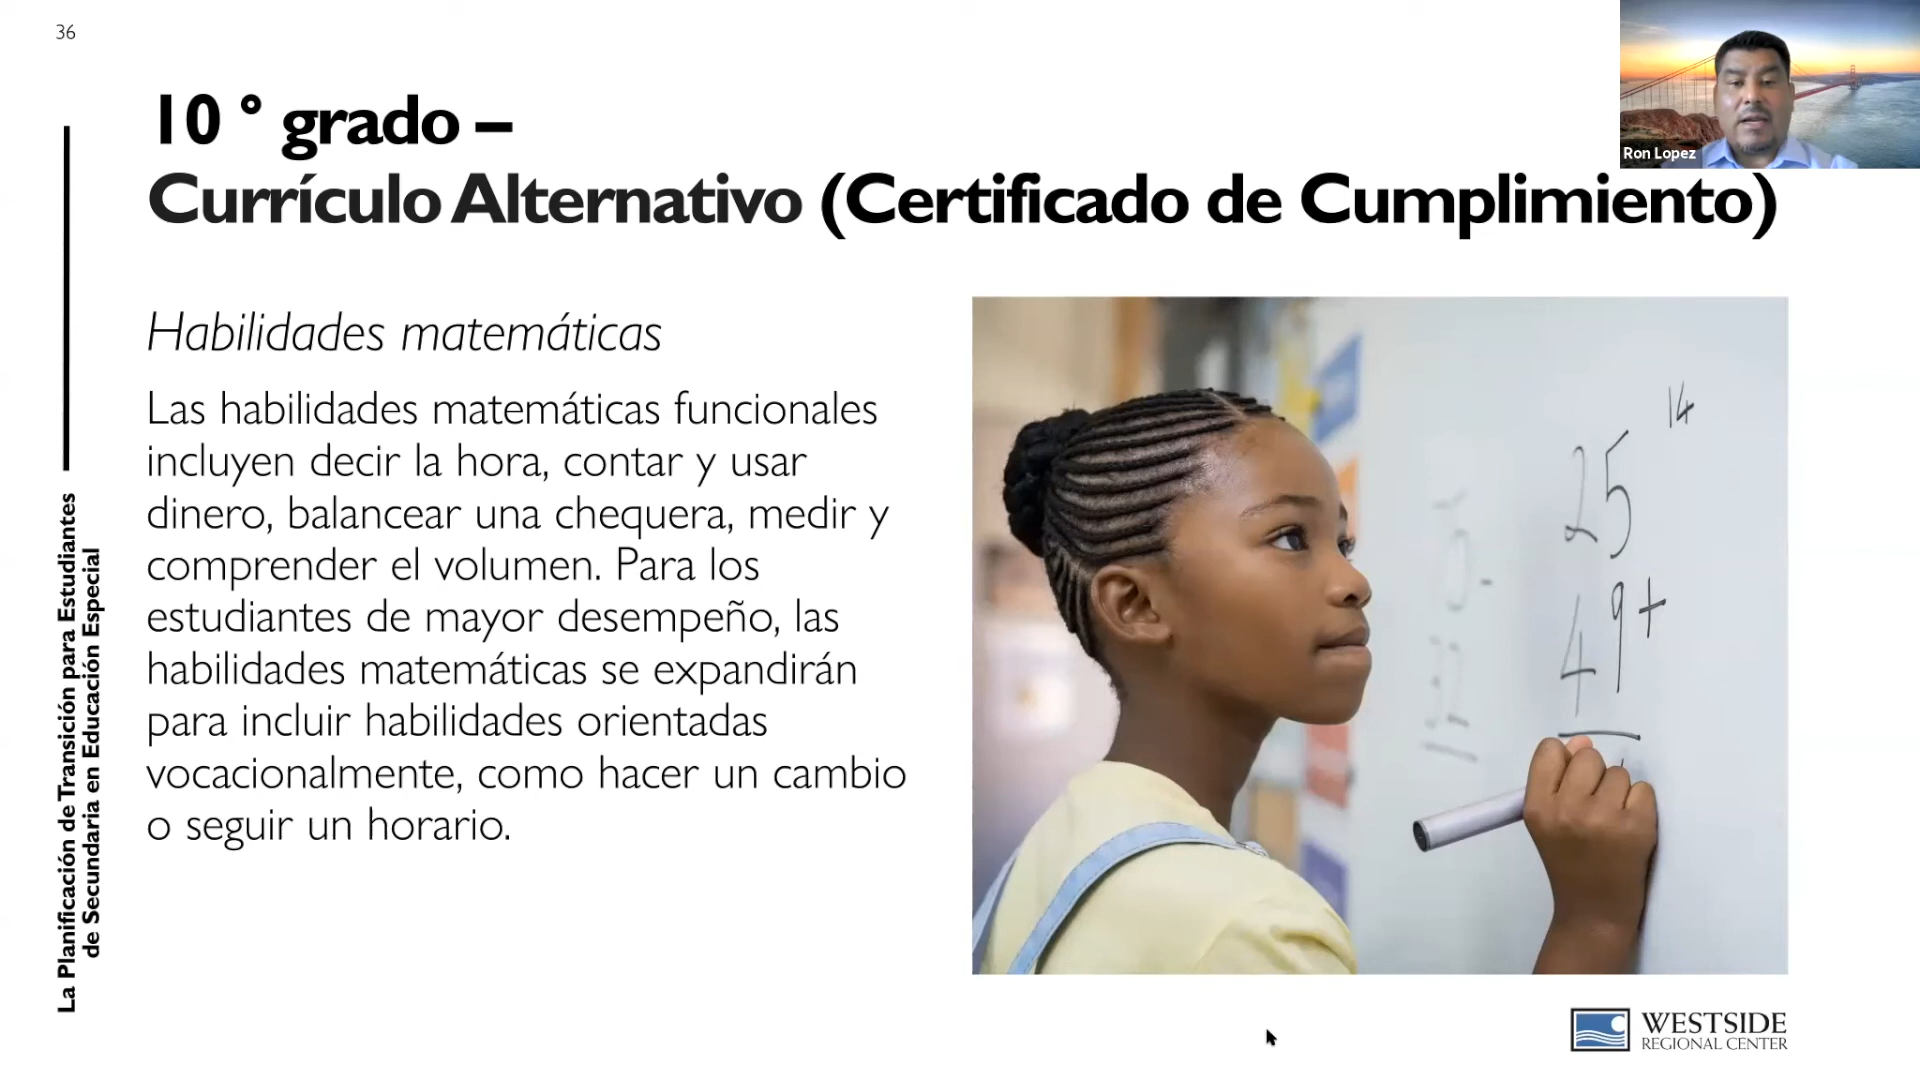 36
Ron Lopez
10 ° grado –
Currículo Alternativo (Certificado de Cumplimiento)
La Planificación de Transición para Estudiantes
de Secundaria en Educación Especial
Habilidades matemáticas
Las habilidades matemáticas funcionales
incluyen decir la hora, contar y usar
dinero, balancear una chequera, medir y
comprender el volumen. Para los
estudiantes de mayor desempeño, las
habilidades matemáticas se expandirán
para incluir habilidades orientadas
vocacionalmente, como hacer un cambio
o seguir un horario.
14
25
49+
WESTSIDE
REGIONAL CENTER